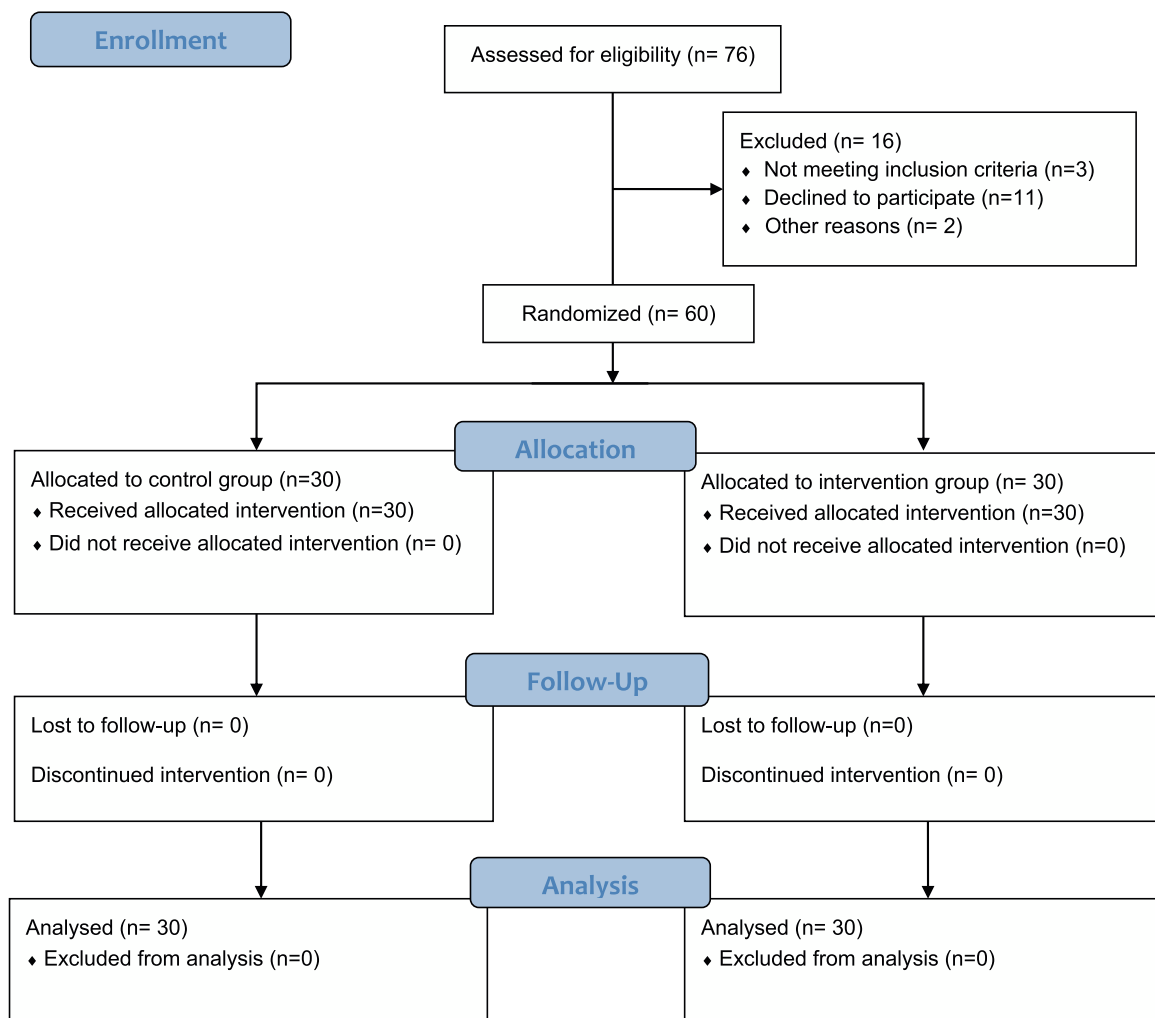 Enrollment
Assessed for eligibility (n= 76)
Excluded (n= 16)
♦ Not meeting inclusion criteria (n=3)
♦ Declined to participate (n=11)
♦ Other reasons (n= 2)
Randomized (n= 60)
Allocation
Allocated to control group (n=30)
♦ Received allocated intervention (n=30)
♦ Did not receive allocated intervention (n= 0)
Allocated to intervention group (n= 30)
♦ Received allocated intervention (n=30)
♦ Did not receive allocated intervention (n=0)
Follow-Up
Lost to follow-up (n= 0)
Discontinued intervention (n= 0)
Lost to follow-up (n=0)
Discontinued intervention (n= 0)
Analysis
Analysed (n= 30)
♦ Excluded from analysis (n=0)
Analysed (n= 30)
♦ Excluded from analysis (n=0)